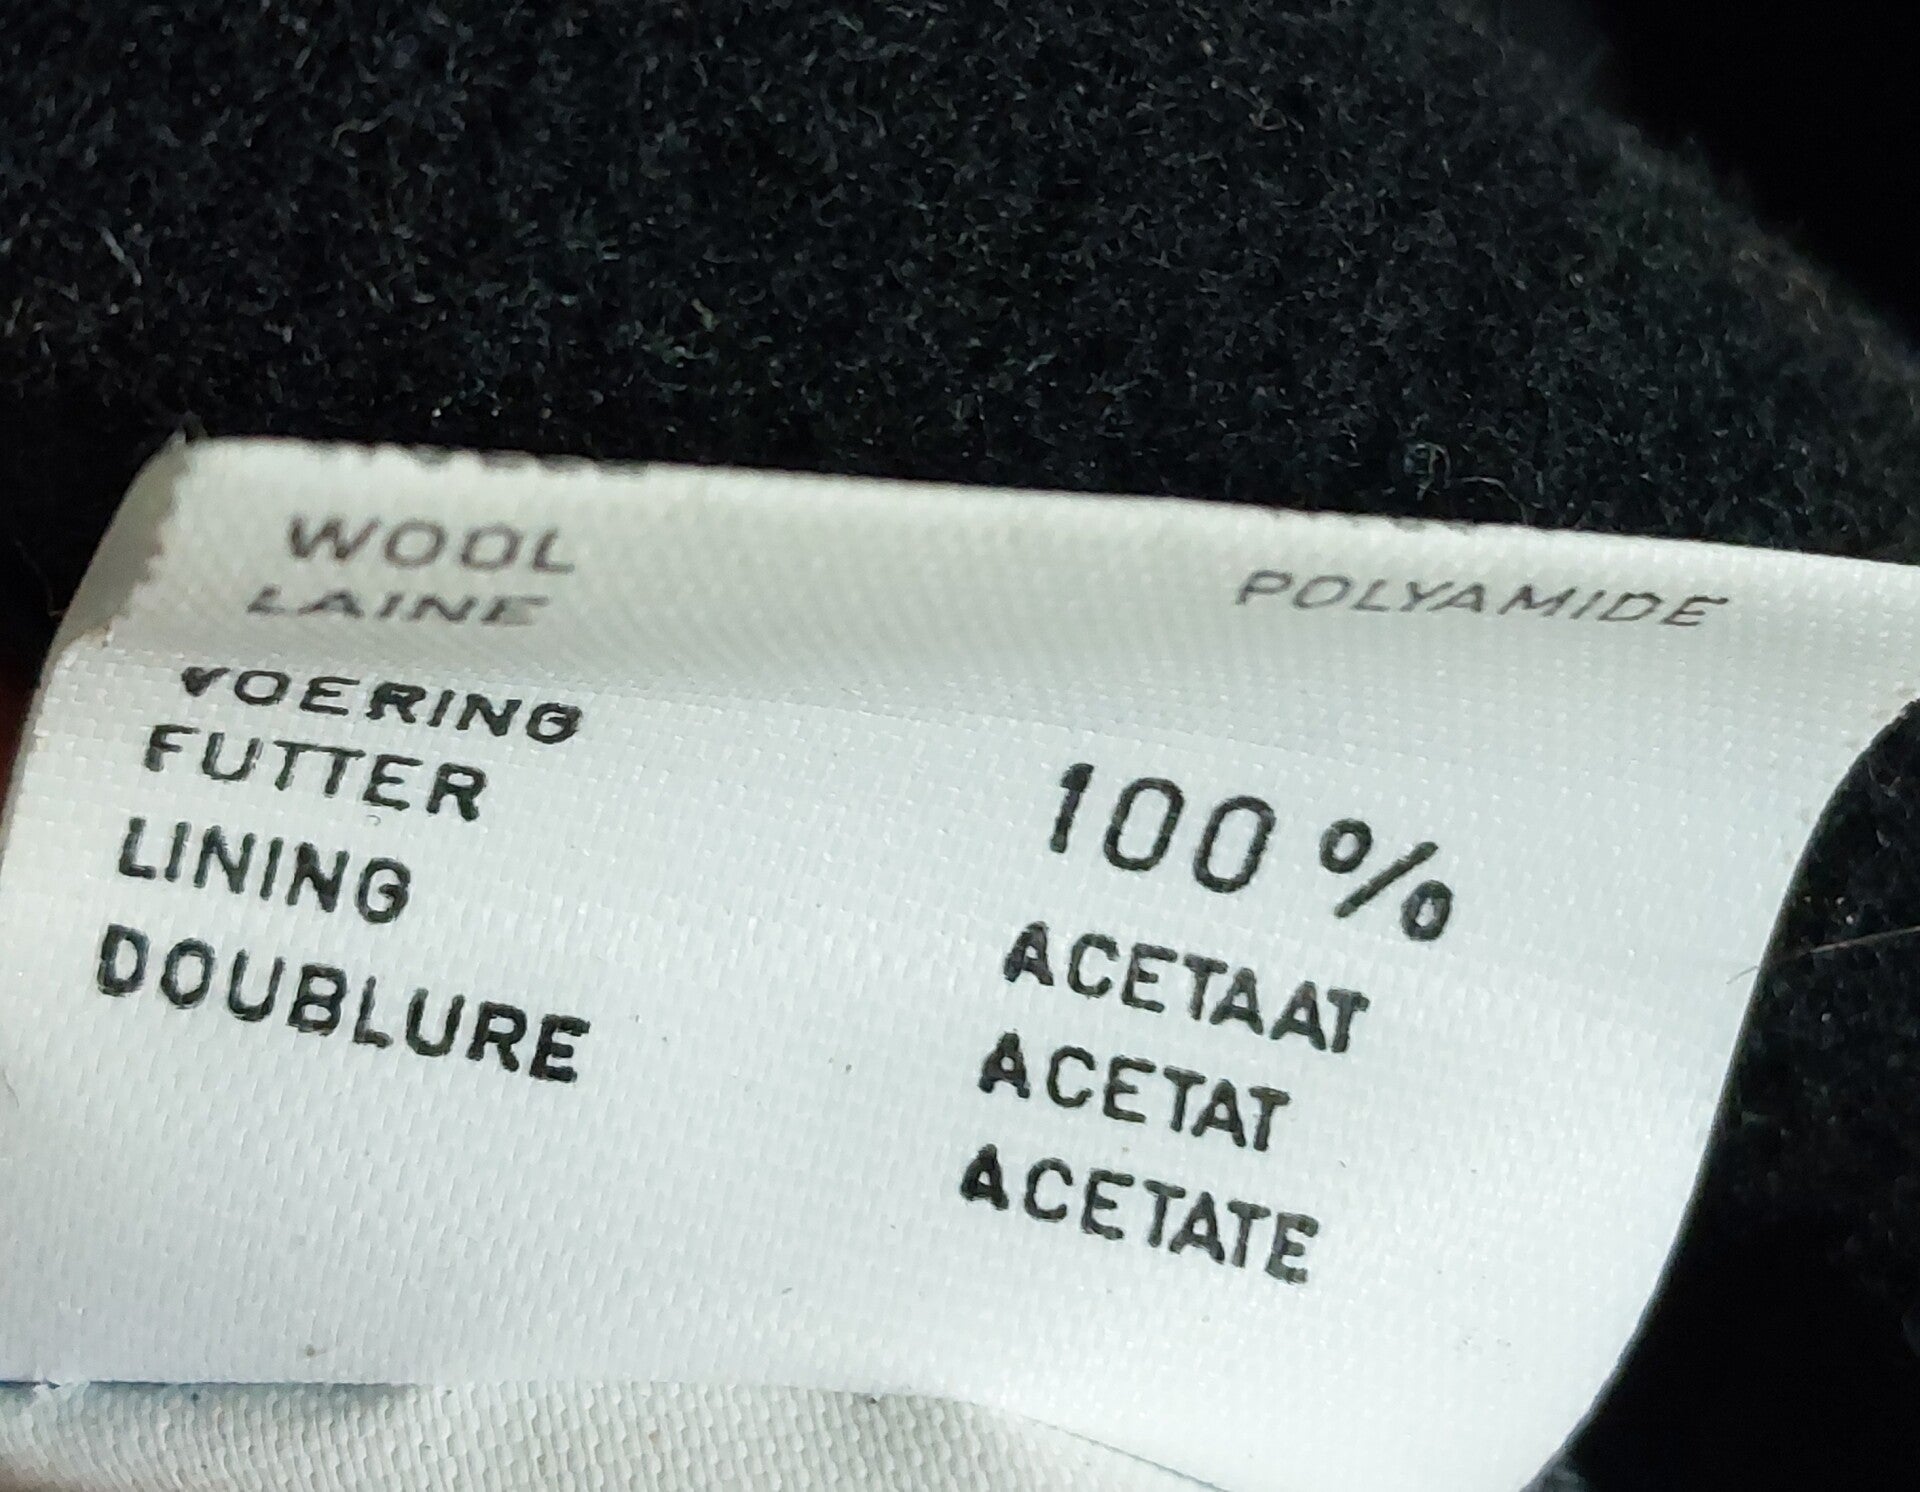 WOOL POLYAMIDE
LAINE
VOERING 100 %
FUTTER ACETAAT
LINING ACETAT
DOUBLURE ACETATE